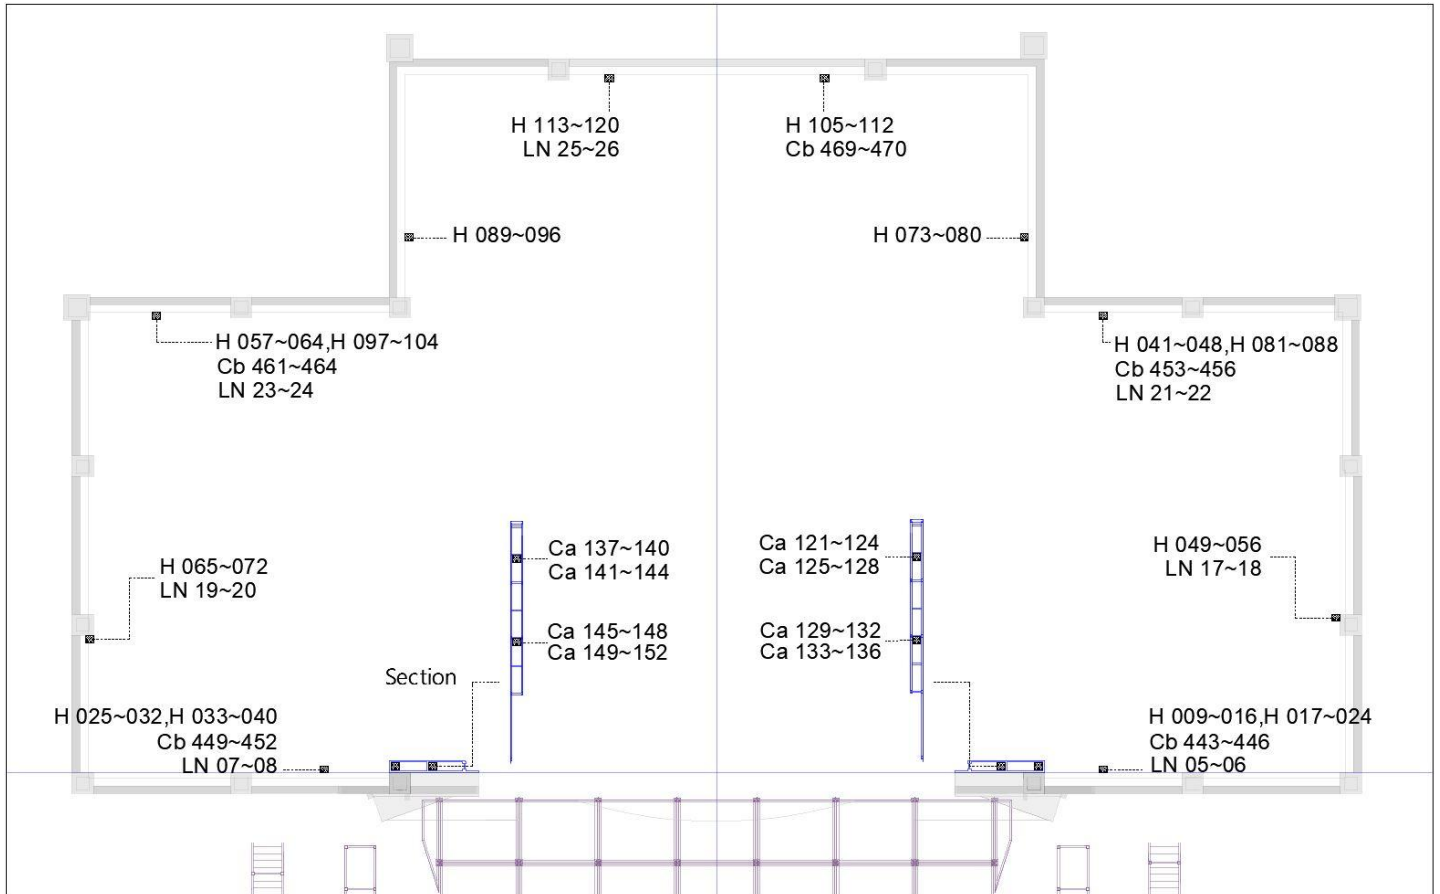 H 113~120
LN 25~26
H 105~112
Cb 469~470
H 089~096
H 073~080
H 057~064,H 097~104
Cb 461~464
LN 23~24
H 041~048,H 081~088
Cb 453~456
LN 21~22
H 065~072
LN 19~20
Ca 137~140
Ca 141~144
Ca 121~124
Ca 125~128
H 049~056
LN 17~18
Ca 145~148
Ca 149~152
Ca 129~132
Ca 133~136
Section
H 025~032,H 033~040
Cb 449~452
LN 07~08
H 009~016,H 017~024
Cb 443~446
LN 05~06